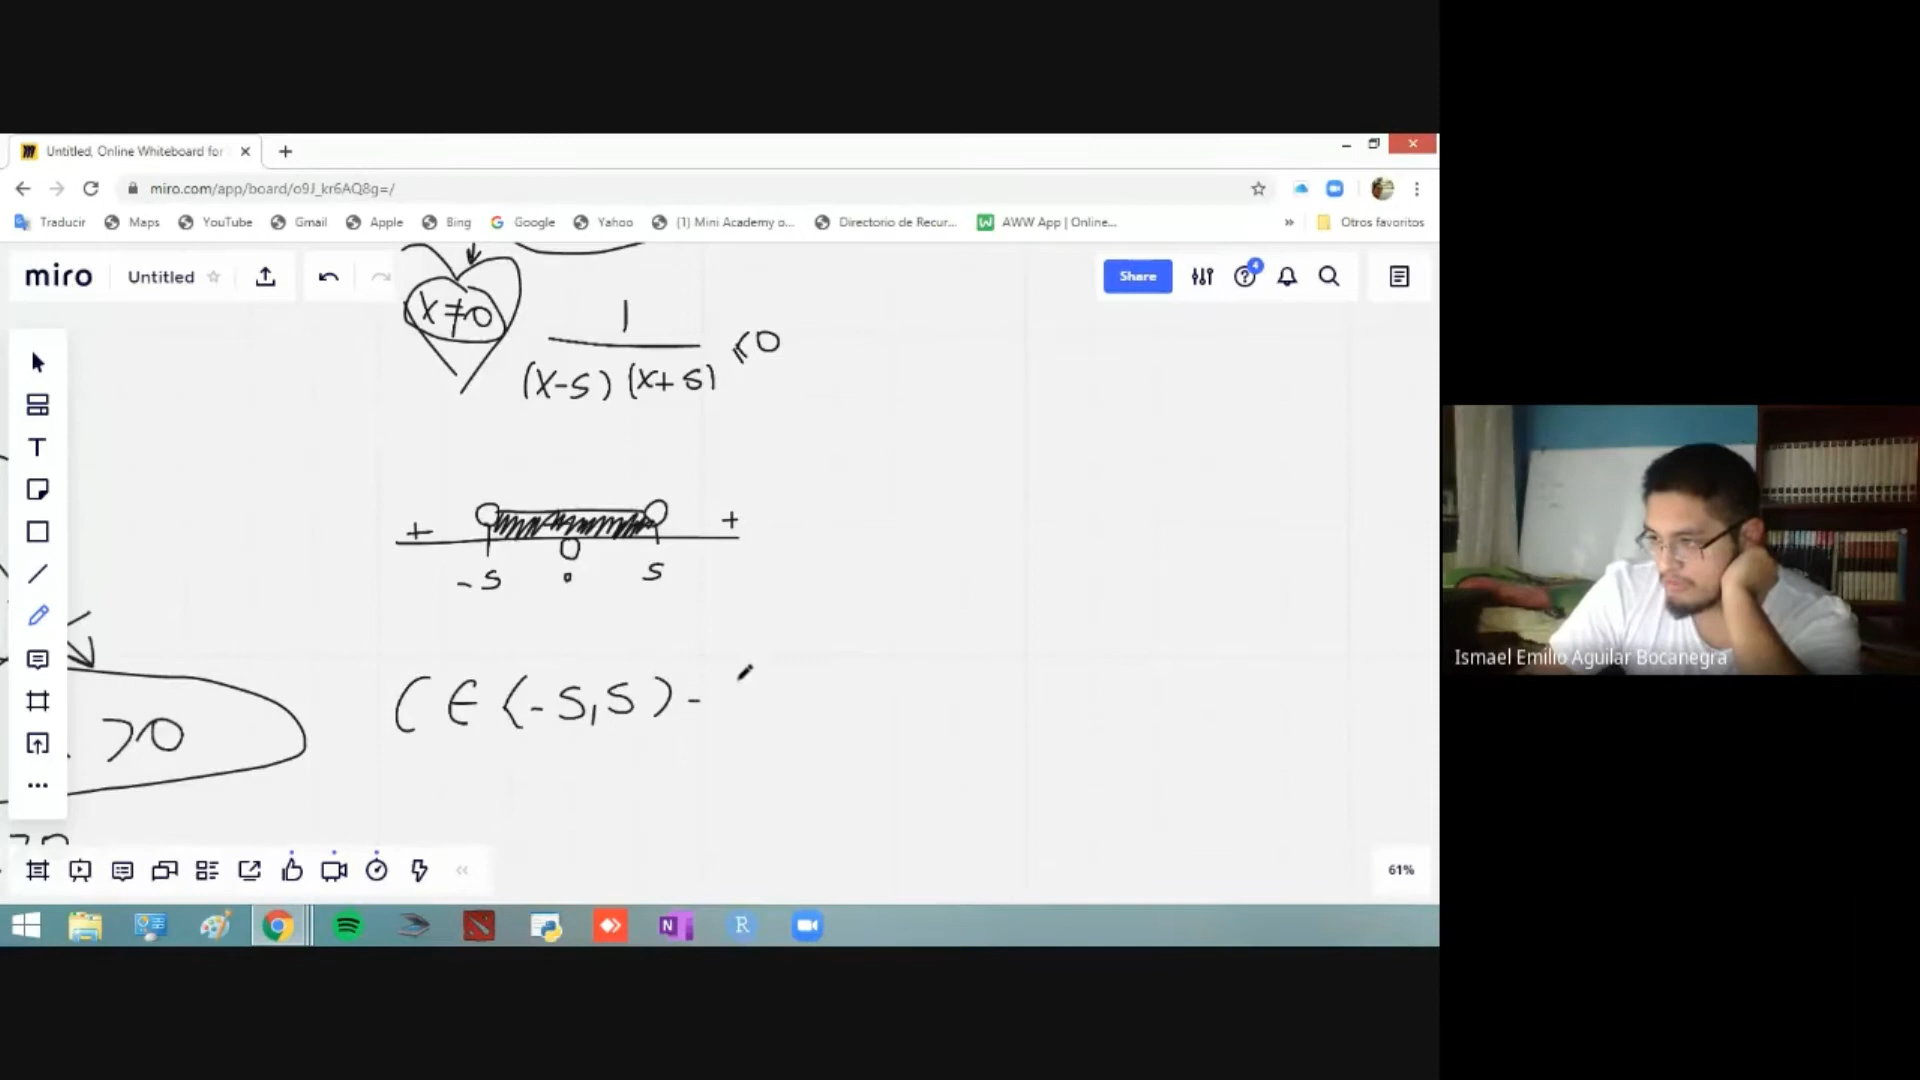 Untitled, Online Whiteboard for
miro.com/app/board/o9J_kr6AQ8g=/
Traducir Maps YouTube Gmail Apple Bing Google Yahoo (1) Mini Academy o... Directorio de Recur... AWW App | Online... » Otros favoritos
miro Untitled Share 4
x≠0
1
(x-5) (x+5) <0
+ +
-5 0 5
( ∈ ⟨-5,5) -
>0
61%
Ismael Emilio Aguilar Bocanegra